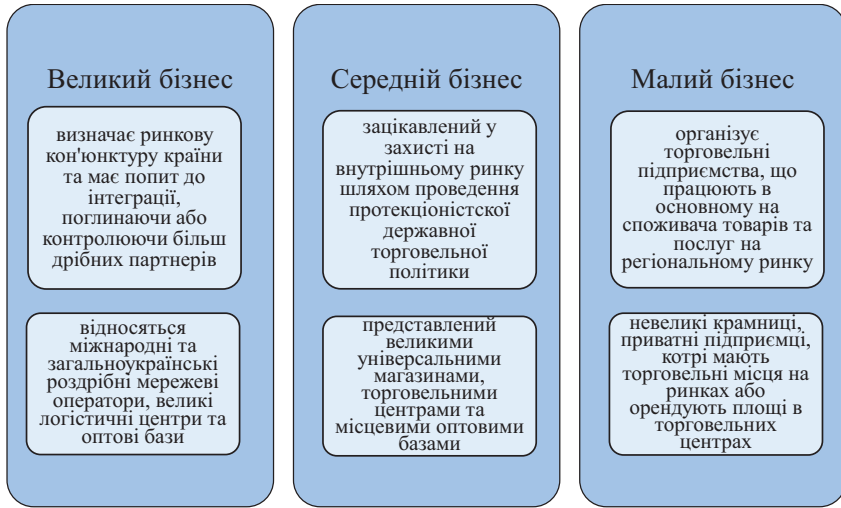 Великий бізнес
визначає ринкову
кон'юнктуру країни
та має попит до
інтеграції,
поглинаючи або
контролюючи більш
дрібних партнерів
відносяться
міжнародні та
загальноукраїнські
роздрібні мережеві
оператори, великі
логістичні центри та
оптові бази
Середній бізнес
зацікавлений у
захисті на
внутрішньому ринку
шляхом проведення
протекціоністскої
державної
торговельної
політики
представлений
великими
універсальними
магазинами,
торговельними
центрами та
місцевими оптовими
базами
Малий бізнес
організує
торговельні
підприємства, що
працюють в
основному на
споживача товарів та
послуг на
регіональному ринку
невеликі крамниці,
приватні підприємці,
котрі мають
торговельні місця на
ринках або
орендують площі в
торговельних
центрах